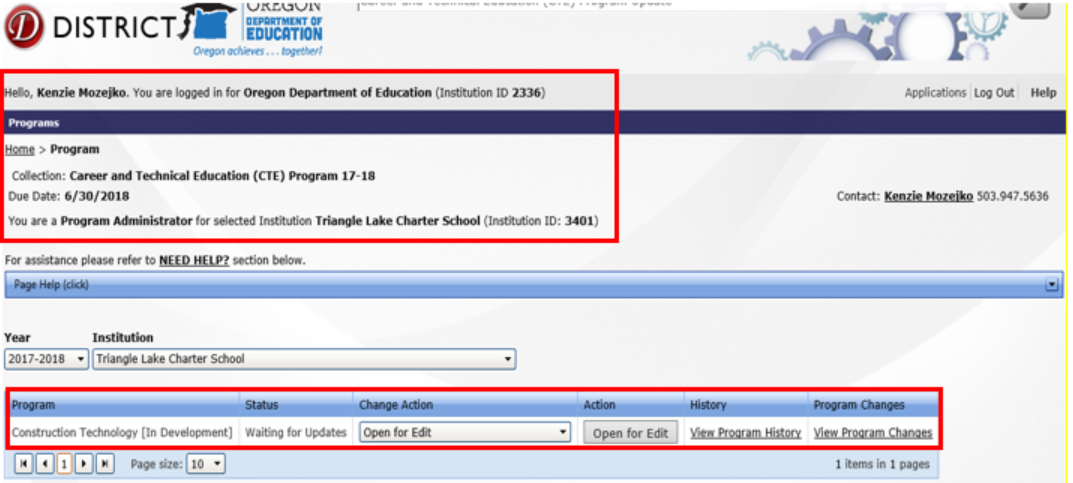 DISTRICT
OREGON
DEPARTMENT OF
EDUCATION
Oregon achieves . . . together!
Career and Technical Education (CTE) Program Update
Hello, Kenzie Mozejko. You are logged in for Oregon Department of Education (Institution ID 2336)
Applications Log Out Help
Programs
Home > Program
Collection: Career and Technical Education (CTE) Program 17-18
Due Date: 6/30/2018
Contact: Kenzie Mozejko 503.947.5636
You are a Program Administrator for selected Institution Triangle Lake Charter School (Institution ID: 3401)
For assistance please refer to NEED HELP? section below.
Page Help (click)
Year Institution
2017-2018 Triangle Lake Charter School
Program Status Change Action Action History Program Changes
Construction Technology [In Development] Waiting for Updates Open for Edit Open for Edit View Program History View Program Changes
1 Page size: 10 1 items in 1 pages